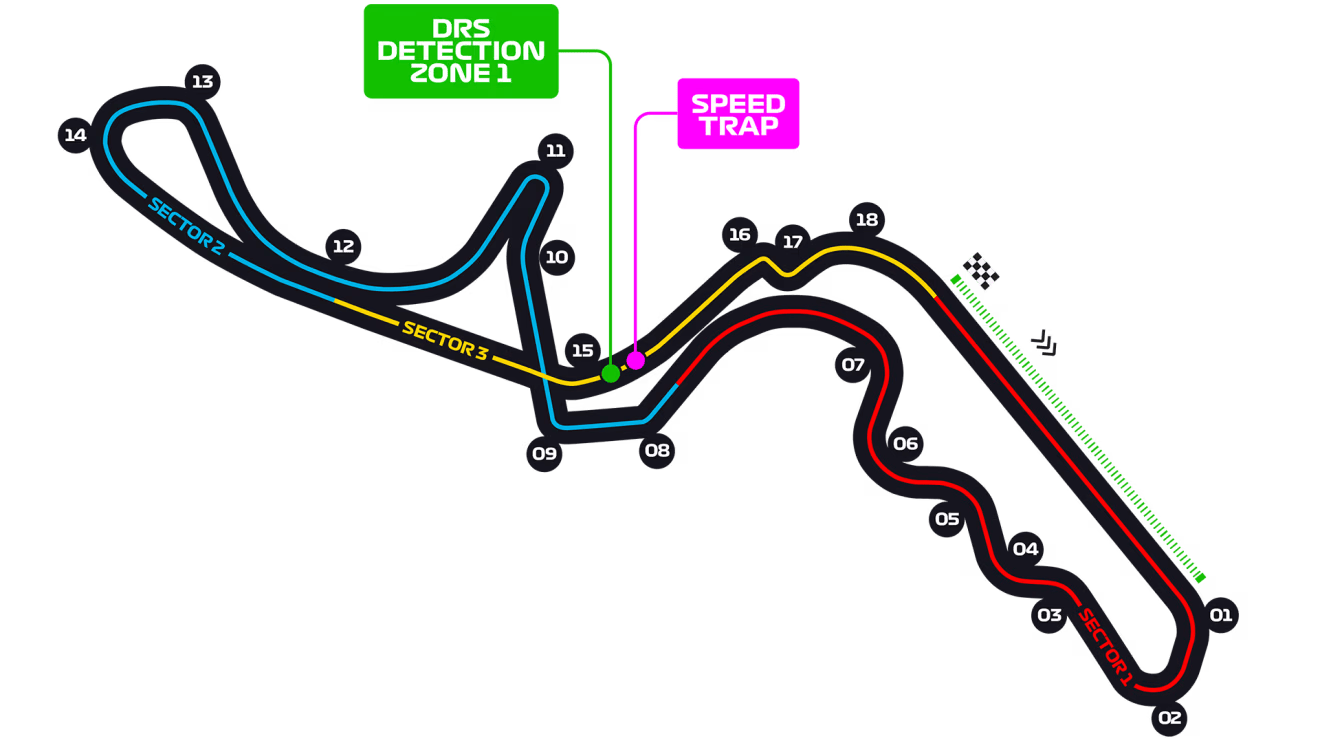 DRS
DETECTION
ZONE 1
SPEED
TRAP
13
14
11
SECTOR 2
12
10
16
17
18
SECTOR 3
15
07
09
08
06
05
04
03
01
SECTOR 1
02